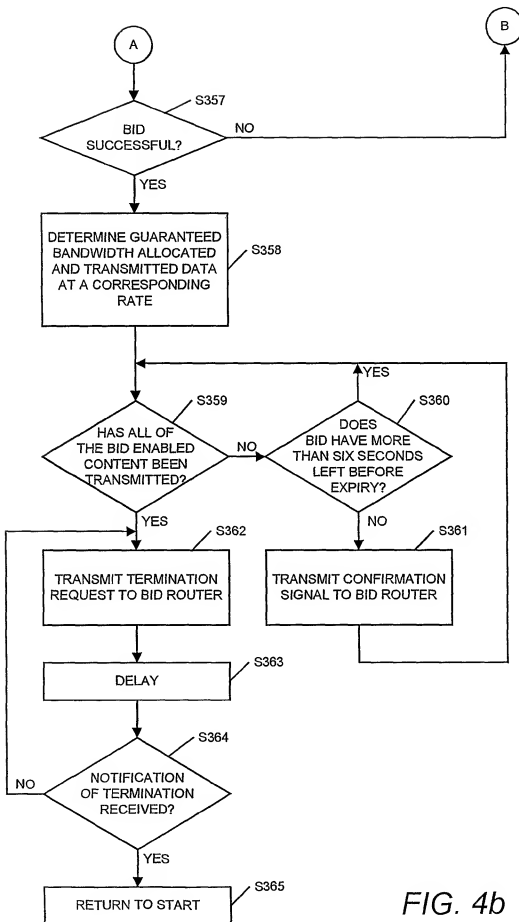 B
A
S357
BID
SUCCESSFUL?
NO
YES
DETERMINE GUARANTEED
BANDWIDTH ALLOCATED
AND TRANSMITTED DATA
AT A CORRESPONDING
RATE
S358
YES
S359
S360
HAS ALL OF
THE BID ENABLED
CONTENT BEEN
TRANSMITTED?
NO
DOES
BID HAVE MORE
THAN SIX SECONDS
LEFT BEFORE
EXPIRY?
YES
S362
NO
S361
TRANSMIT TERMINATION
REQUEST TO BID ROUTER
TRANSMIT CONFIRMATION
SIGNAL TO BID ROUTER
DELAY
S363
S364
NO
NOTIFICATION
OF TERMINATION
RECEIVED?
YES
RETURN TO START
S365
FIG. 4b